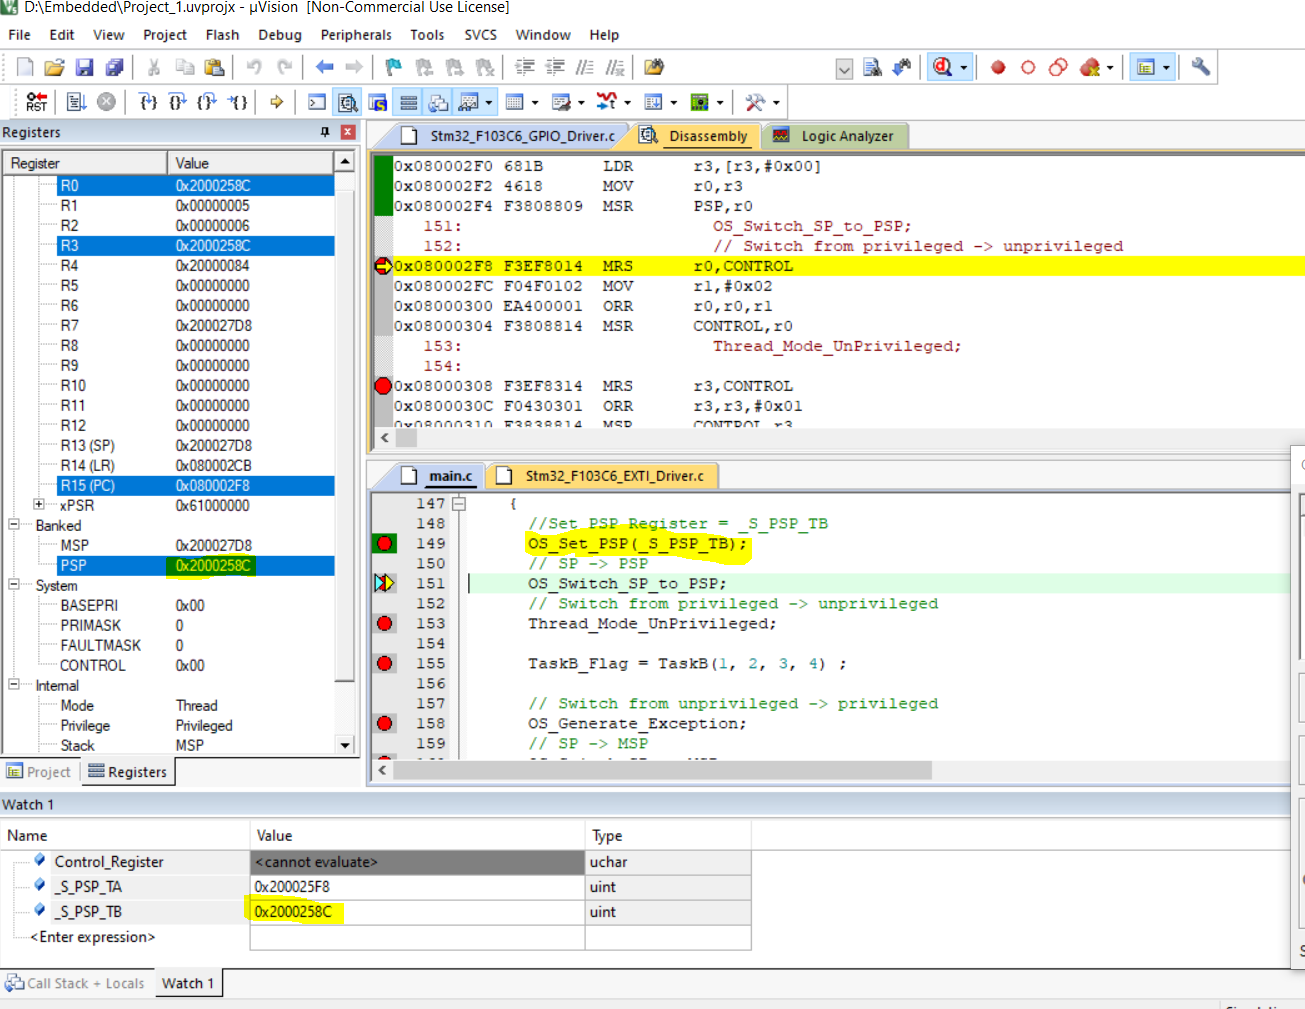 D:\Embedded\Project_1.uvprojx - µVision [Non-Commercial Use License]
File Edit View Project Flash Debug Peripherals Tools SVCS Window Help
RST
Registers
Register Value
R0 0x2000258C
R1 0x00000005
R2 0x00000006
R3 0x2000258C
R4 0x20000084
R5 0x00000000
R6 0x00000000
R7 0x200027D8
R8 0x00000000
R9 0x00000000
R10 0x00000000
R11 0x00000000
R12 0x00000000
R13 (SP) 0x200027D8
R14 (LR) 0x080002CB
R15 (PC) 0x080002F8
xPSR 0x61000000
Banked
MSP 0x200027D8
PSP 0x2000258C
System
BASEPRI 0x00
PRIMASK 0
FAULTMASK 0
CONTROL 0x00
Internal
Mode Thread
Privilege Privileged
Stack MSP
Project Registers
Stm32_F103C6_GPIO_Driver.c Disassembly Logic Analyzer
0x080002F0 681B LDR r3,[r3,#0x00]
0x080002F2 4618 MOV r0,r3
0x080002F4 F3808809 MSR PSP,r0
151: OS_Switch_SP_to_PSP;
152: // Switch from privileged -> unprivileged
0x080002F8 F3EF8014 MRS r0,CONTROL
0x080002FC F04F0102 MOV r1,#0x02
0x08000300 EA400001 ORR r0,r0,r1
0x08000304 F3808814 MSR CONTROL,r0
153: Thread_Mode_UnPrivileged;
154:
0x08000308 F3EF8314 MRS r3,CONTROL
0x0800030C F0430301 ORR r3,r3,#0x01
0x08000310 F3838814 MSR CONTROL,r3
main.c Stm32_F103C6_EXTI_Driver.c
147 {
148 //Set PSP Register = _S_PSP_TB
149 OS_Set_PSP(_S_PSP_TB);
150 // SP -> PSP
151 OS_Switch_SP_to_PSP;
152 // Switch from privileged -> unprivileged
153 Thread_Mode_UnPrivileged;
154
155 TaskB_Flag = TaskB(1, 2, 3, 4) ;
156
157 // Switch from unprivileged -> privileged
158 OS_Generate_Exception;
159 // SP -> MSP
Watch 1
Name Value Type
Control_Register <cannot evaluate> uchar
_S_PSP_TA 0x200025F8 uint
_S_PSP_TB 0x2000258C uint
<Enter expression>
Call Stack + Locals Watch 1